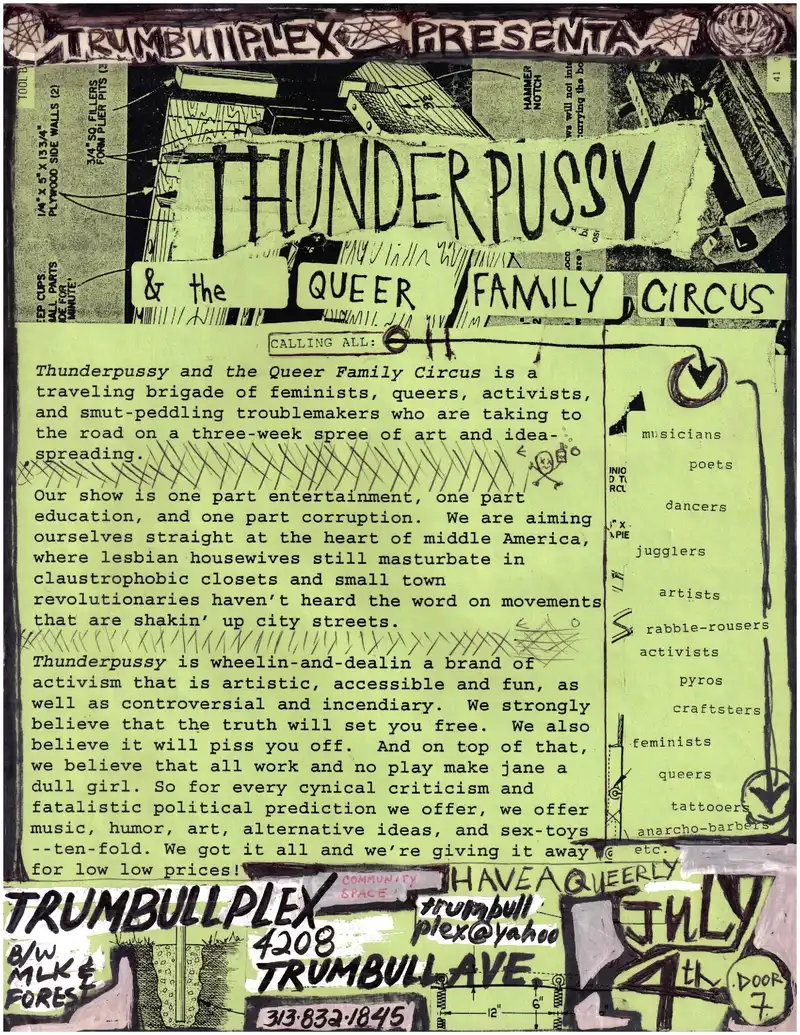 TRUMBULLPLEX PRESENTA
TOOL B
1/4" X 5" X 13 3/4"
PLYWOOD SIDE WALLS (2)
3/4" SQ. FILLERS
FORM PLIER PITS (3
HAMMER
NOTCH
we will not int
arrying the bo
41
THUNDERPUSSY
EP CUPS.
ALL PARTS
DE FOR
MINUTE'
& the QUEER FAMILY CIRCUS
CALLING ALL:
Thunderpussy and the Queer Family Circus is a
traveling brigade of feminists, queers, activists,
and smut-peddling troublemakers who are taking to
the road on a three-week spree of art and idea-
spreading.
Our show is one part entertainment, one part
education, and one part corruption. We are aiming
ourselves straight at the heart of middle America,
where lesbian housewives still masturbate in
claustrophobic closets and small town
revolutionaries haven't heard the word on movements
that are shakin' up city streets.
Thunderpussy is wheelin-and-dealin a brand of
activism that is artistic, accessible and fun, as
well as controversial and incendiary. We strongly
believe that the truth will set you free. We also
believe it will piss you off. And on top of that,
we believe that all work and no play make jane a
dull girl. So for every cynical criticism and
fatalistic political prediction we offer, we offer
music, humor, art, alternative ideas, and sex-toys
--ten-fold. We got it all and we're giving it away
for low low prices!
musicians
poets
dancers
jugglers
artists
rabble-rousers
activists
pyros
craftsters
feminists
queers
tattooers
anarcho-barbers
etc.
HAVE A QUEERLY
JULY
4th
DOOR
7
TRUMBULLPLEX
COMMUNITY
SPACE
trumbull
plex@yahoo
4208
TRUMBULL AVE
B/W
MLK &
FOREST
313·832·1845
12"
6"